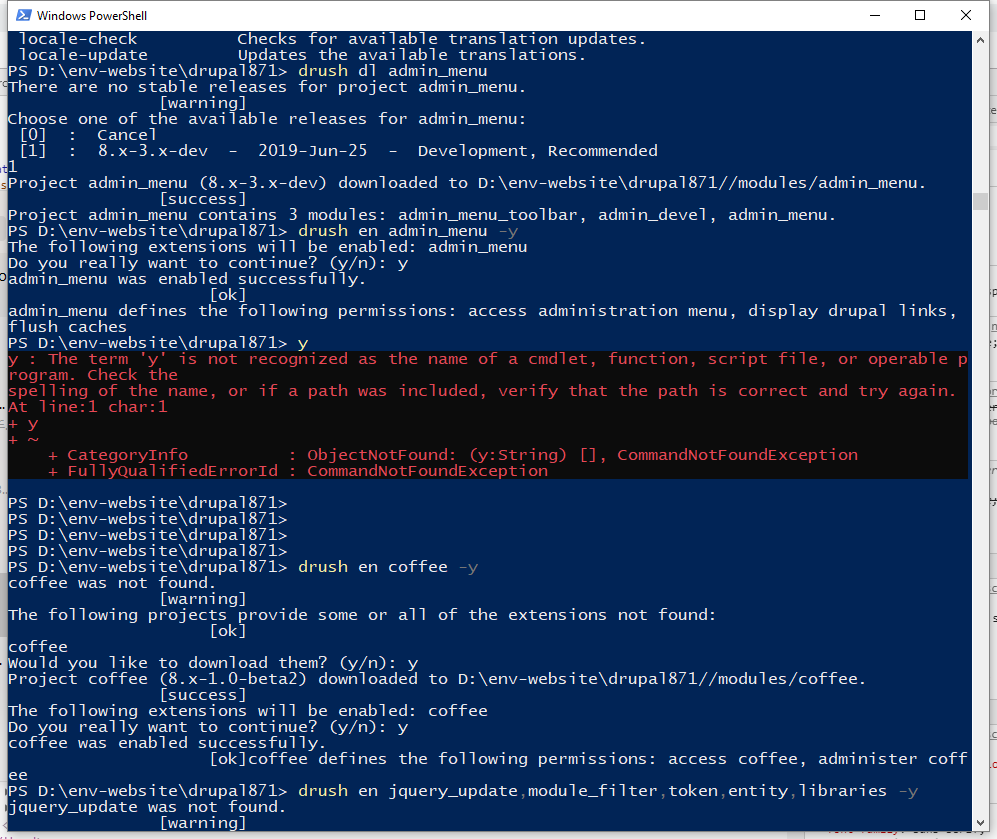 Windows PowerShell
locale-check Checks for available translation updates.
locale-update Updates the available translations.
PS D:\env-website\drupal871> drush dl admin_menu
There are no stable releases for project admin_menu.
[warning]
Choose one of the available releases for admin_menu:
[0] : Cancel
[1] : 8.x-3.x-dev - 2019-Jun-25 - Development, Recommended
1
Project admin_menu (8.x-3.x-dev) downloaded to D:\env-website\drupal871//modules/admin_menu.
[success]
Project admin_menu contains 3 modules: admin_menu_toolbar, admin_devel, admin_menu.
PS D:\env-website\drupal871> drush en admin_menu -y
The following extensions will be enabled: admin_menu
Do you really want to continue? (y/n): y
admin_menu was enabled successfully.
[ok]
admin_menu defines the following permissions: access administration menu, display drupal links,
flush caches
PS D:\env-website\drupal871> y
y : The term 'y' is not recognized as the name of a cmdlet, function, script file, or operable p
rogram. Check the
spelling of the name, or if a path was included, verify that the path is correct and try again.
At line:1 char:1
+ y
+ ~
+ CategoryInfo : ObjectNotFound: (y:String) [], CommandNotFoundException
+ FullyQualifiedErrorId : CommandNotFoundException
PS D:\env-website\drupal871>
PS D:\env-website\drupal871>
PS D:\env-website\drupal871>
PS D:\env-website\drupal871>
PS D:\env-website\drupal871> drush en coffee -y
coffee was not found.
[warning]
The following projects provide some or all of the extensions not found:
[ok]
coffee
Would you like to download them? (y/n): y
Project coffee (8.x-1.0-beta2) downloaded to D:\env-website\drupal871//modules/coffee.
[success]
The following extensions will be enabled: coffee
Do you really want to continue? (y/n): y
coffee was enabled successfully.
[ok]coffee defines the following permissions: access coffee, administer coff
ee
PS D:\env-website\drupal871> drush en jquery_update,module_filter,token,entity,libraries -y
jquery_update was not found.
[warning]